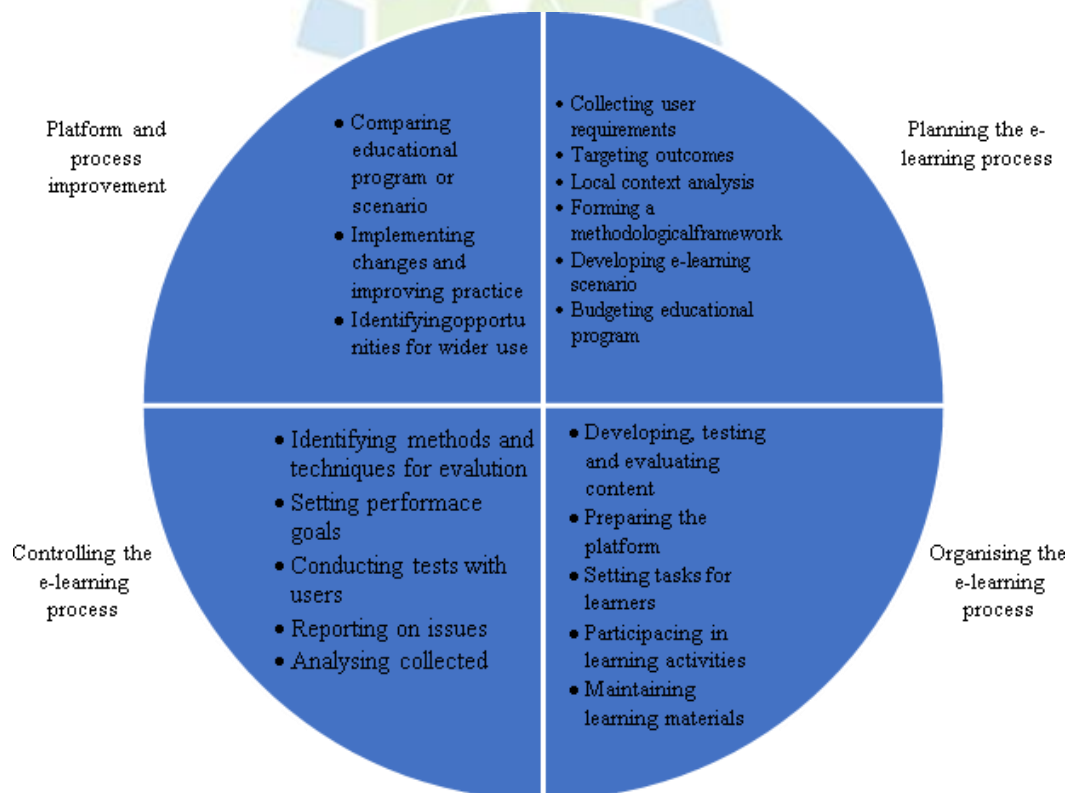 Platform and
process
improvement
● Comparing
educational
program or
scenario
● Implementing
changes and
improving practice
● Identifyingopportu
nities for wider use
• Collecting user
requirements
• Targeting outcomes
• Local context analysis
• Forming a
methodologicalframework
• Developing e-learning
scenario
• Budgeting educational
program
Planning the e-
learning process
Controlling the
e-learning
process
● Identifying methods and
techniques for evalution
● Setting performace
goals
● Conducting tests with
users
● Reporting on issues
● Analysing collected
● Developing, testing
and evaluating
content
● Preparing the
platform
● Setting tasks for
learners
● Participacing in
learning activities
● Maintaining
learning materials
Organising the
e-learning
process